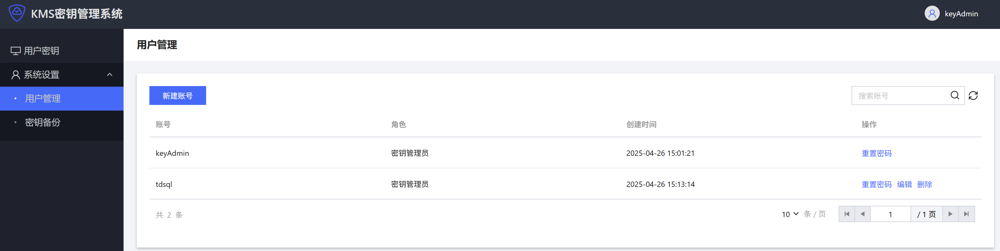 KMS密钥管理系统
keyAdmin
用户密钥
系统设置
用户管理
密钥备份
用户管理
新建账号
搜索账号
账号 角色 创建时间 操作
keyAdmin 密钥管理员 2025-04-26 15:01:21 重置密码
tdsql 密钥管理员 2025-04-26 15:13:14 重置密码 编辑 删除
共 2 条
10 条 / 页
1 / 1 页